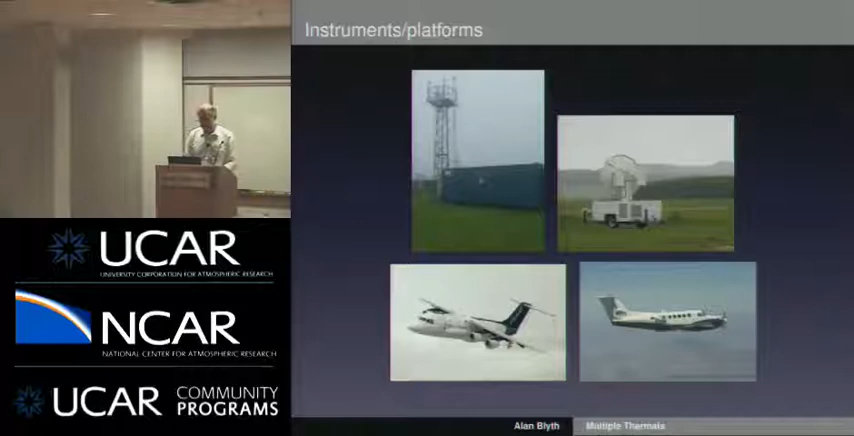 Instruments/platforms
UCAR
UNIVERSITY CORPORATION FOR ATMOSPHERIC RESEARCH
NCAR
NATIONAL CENTER FOR ATMOSPHERIC RESEARCH
UCAR COMMUNITY PROGRAMS
Alan Blyth
Multiple Thermals